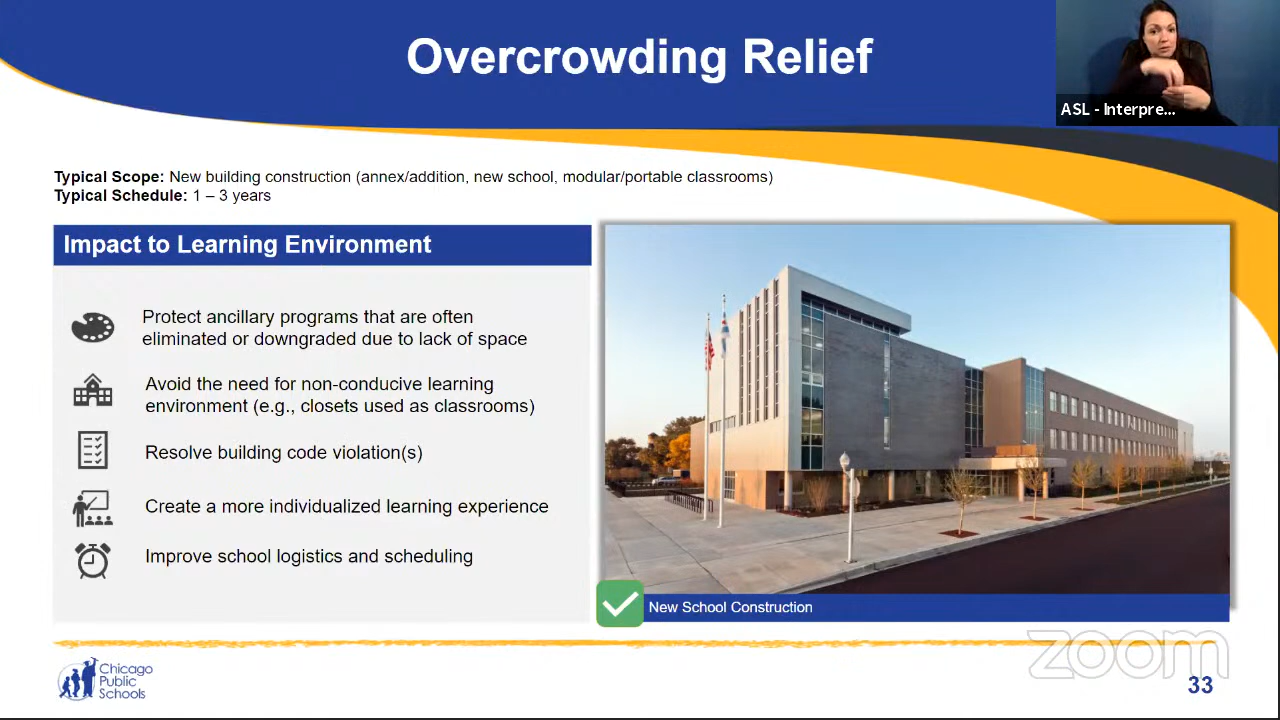 Overcrowding Relief
ASL - Interpre...
Typical Scope: New building construction (annex/addition, new school, modular/portable classrooms)
Typical Schedule: 1 – 3 years
Impact to Learning Environment
Protect ancillary programs that are often
eliminated or downgraded due to lack of space
Avoid the need for non-conducive learning
environment (e.g., closets used as classrooms)
Resolve building code violation(s)
Create a more individualized learning experience
Improve school logistics and scheduling
New School Construction
zoom
Chicago
Public
Schools
33